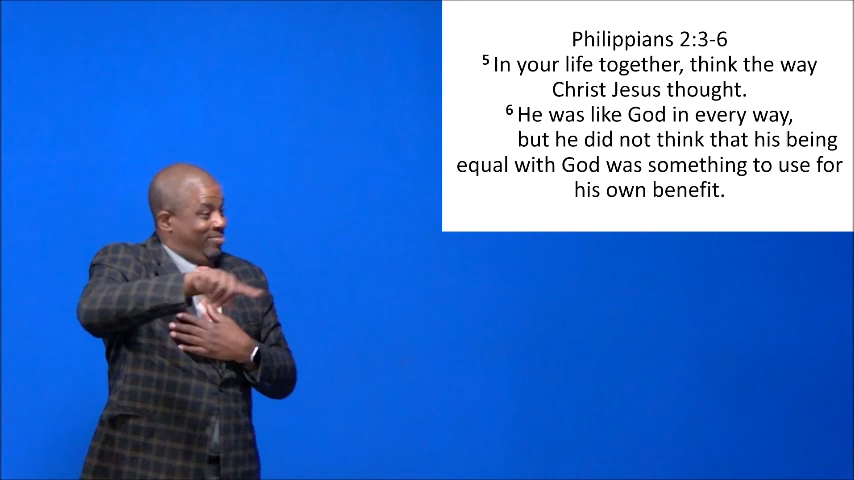 Philippians 2:3-6
⁵ In your life together, think the way
Christ Jesus thought.
⁶ He was like God in every way,
but he did not think that his being
equal with God was something to use for
his own benefit.